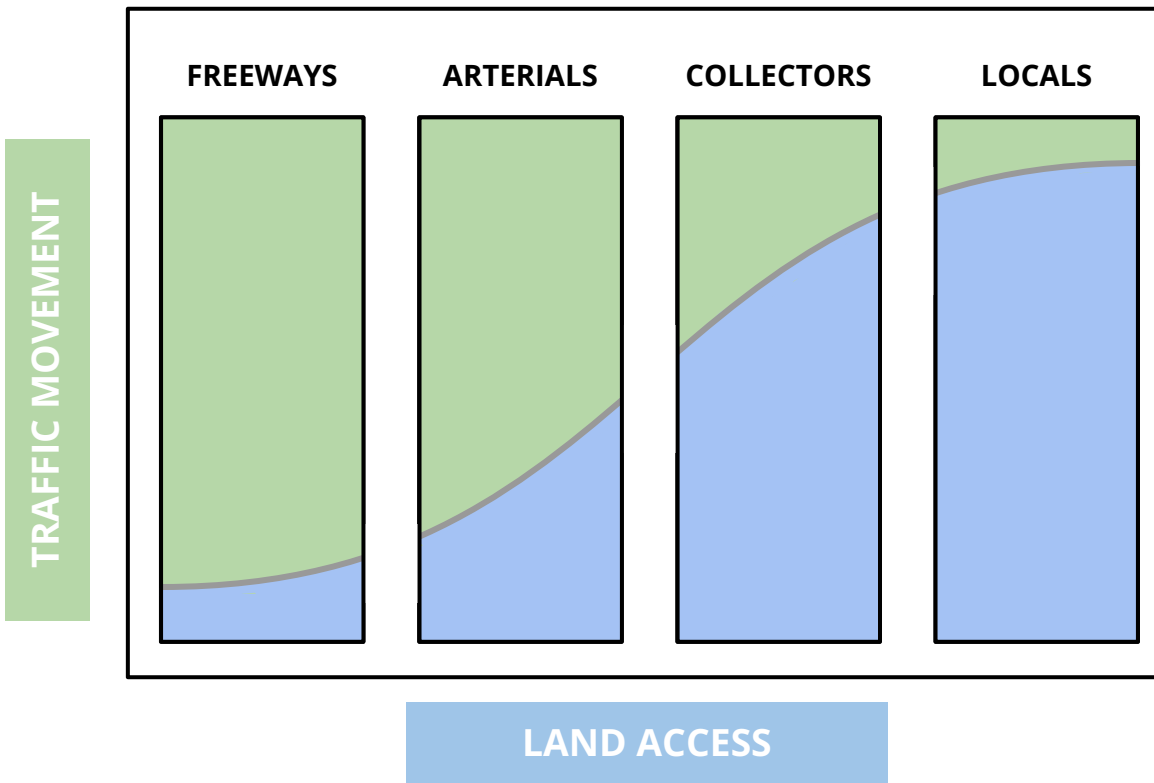 FREEWAYS
ARTERIALS
COLLECTORS
LOCALS
TRAFFIC MOVEMENT
LAND ACCESS